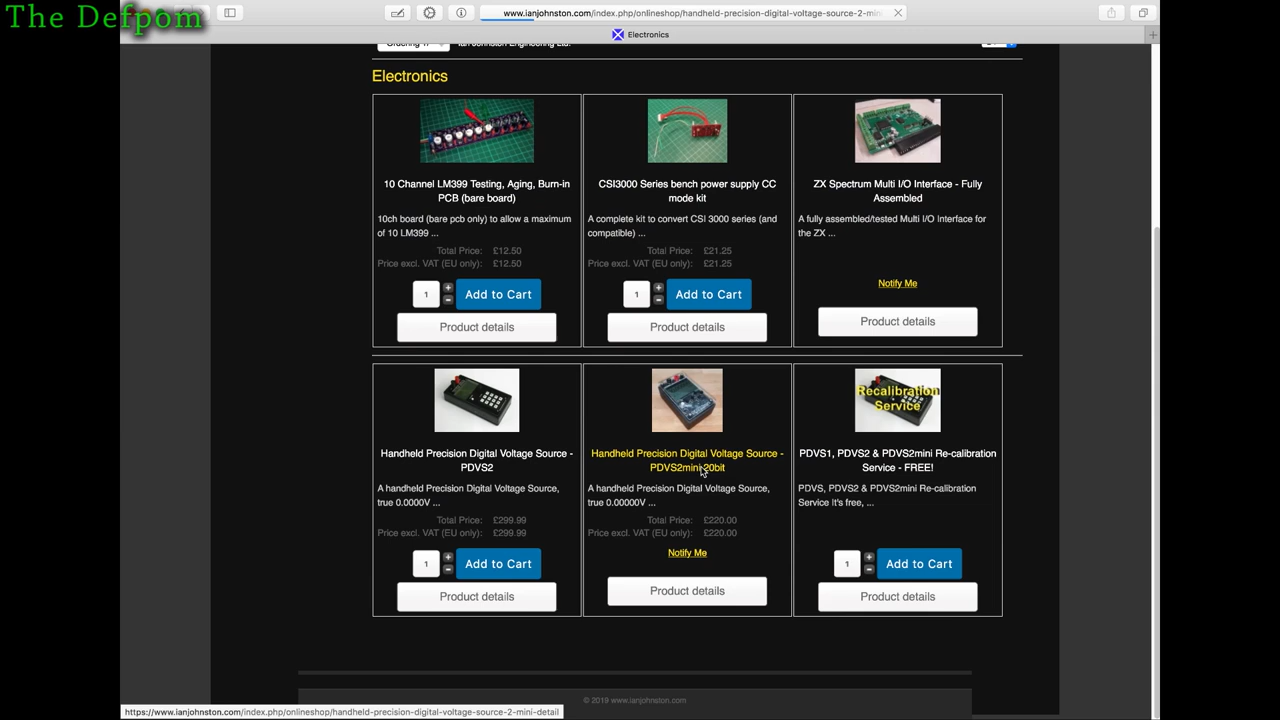 The Defpom
www.ianjohnston.com/index.php/onlineshop/handheld-precision-digital-voltage-source-2-mini
Electronics
Ian Johnston Engineering Ltd.
Electronics
10 Channel LM399 Testing, Aging, Burn-in
PCB (bare board)
10ch board (bare pcb only) to allow a maximum
of 10 LM399 ...
Total Price: £12.50
Price excl. VAT (EU only): £12.50
1 + - Add to Cart
Product details
CSI3000 Series bench power supply CC
mode kit
A complete kit to convert CSI 3000 series (and
compatible) ...
Total Price: £21.25
Price excl. VAT (EU only): £21.25
1 + - Add to Cart
Product details
ZX Spectrum Multi I/O Interface - Fully
Assembled
A fully assembled/tested Multi I/O Interface for
the ZX ...
Notify Me
Product details
Handheld Precision Digital Voltage Source -
PDVS2
A handheld Precision Digital Voltage Source,
true 0.0000V ...
Total Price: £299.99
Price excl. VAT (EU only): £299.99
1 + - Add to Cart
Product details
Handheld Precision Digital Voltage Source -
PDVS2mini 20bit
A handheld Precision Digital Voltage Source,
true 0.00000V ...
Total Price: £220.00
Price excl. VAT (EU only): £220.00
Notify Me
Product details
Recalibration
Service
PDVS1, PDVS2 & PDVS2mini Re-calibration
Service - FREE!
PDVS, PDVS2 & PDVS2mini Re-calibration
Service It's free, ...
1 + - Add to Cart
Product details
© 2019 www.ianjohnston.com
https://www.ianjohnston.com/index.php/onlineshop/handheld-precision-digital-voltage-source-2-mini-detail